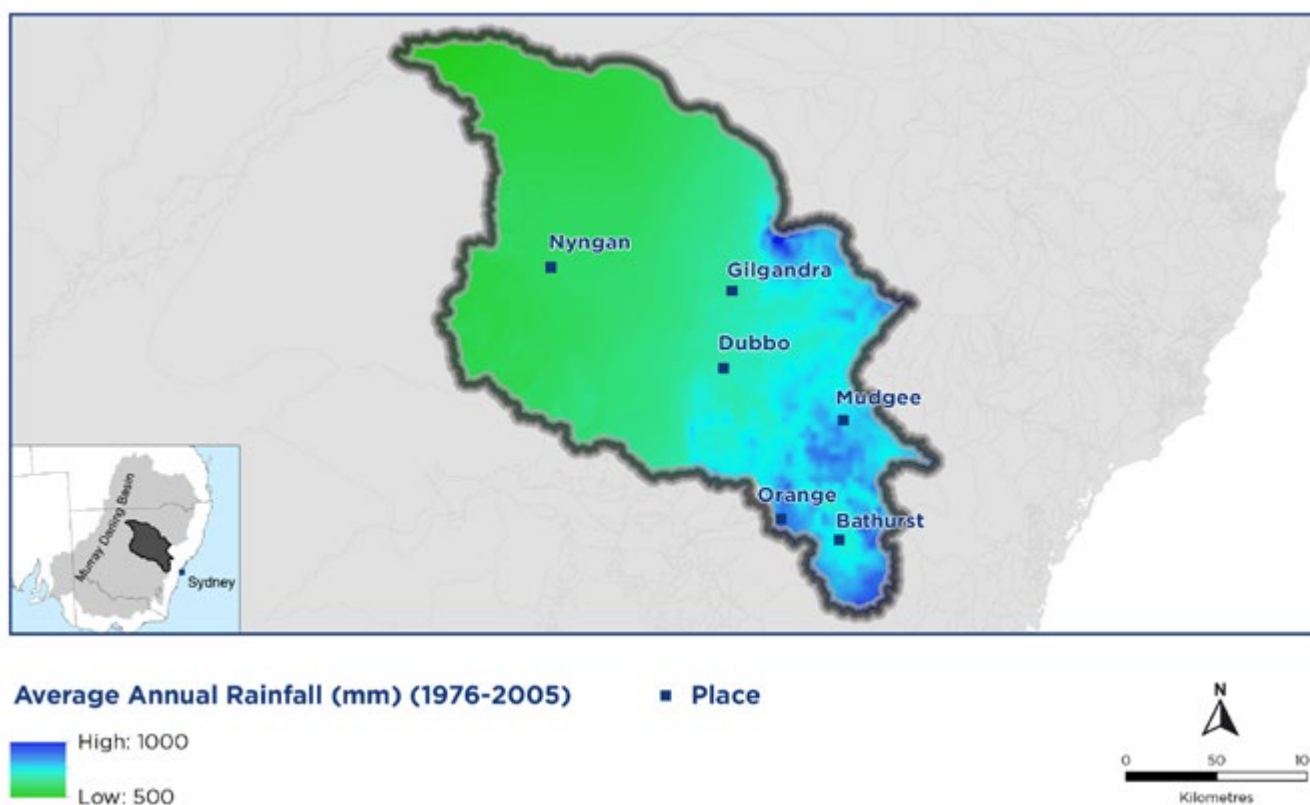 Nyngan
Gilgandra
Dubbo
Mudgee
Orange
Bathurst
Murray Darling Basin
Sydney
Average Annual Rainfall (mm) (1976-2005)
Place
High: 1000
Low: 500
N
0 50
Kilometres